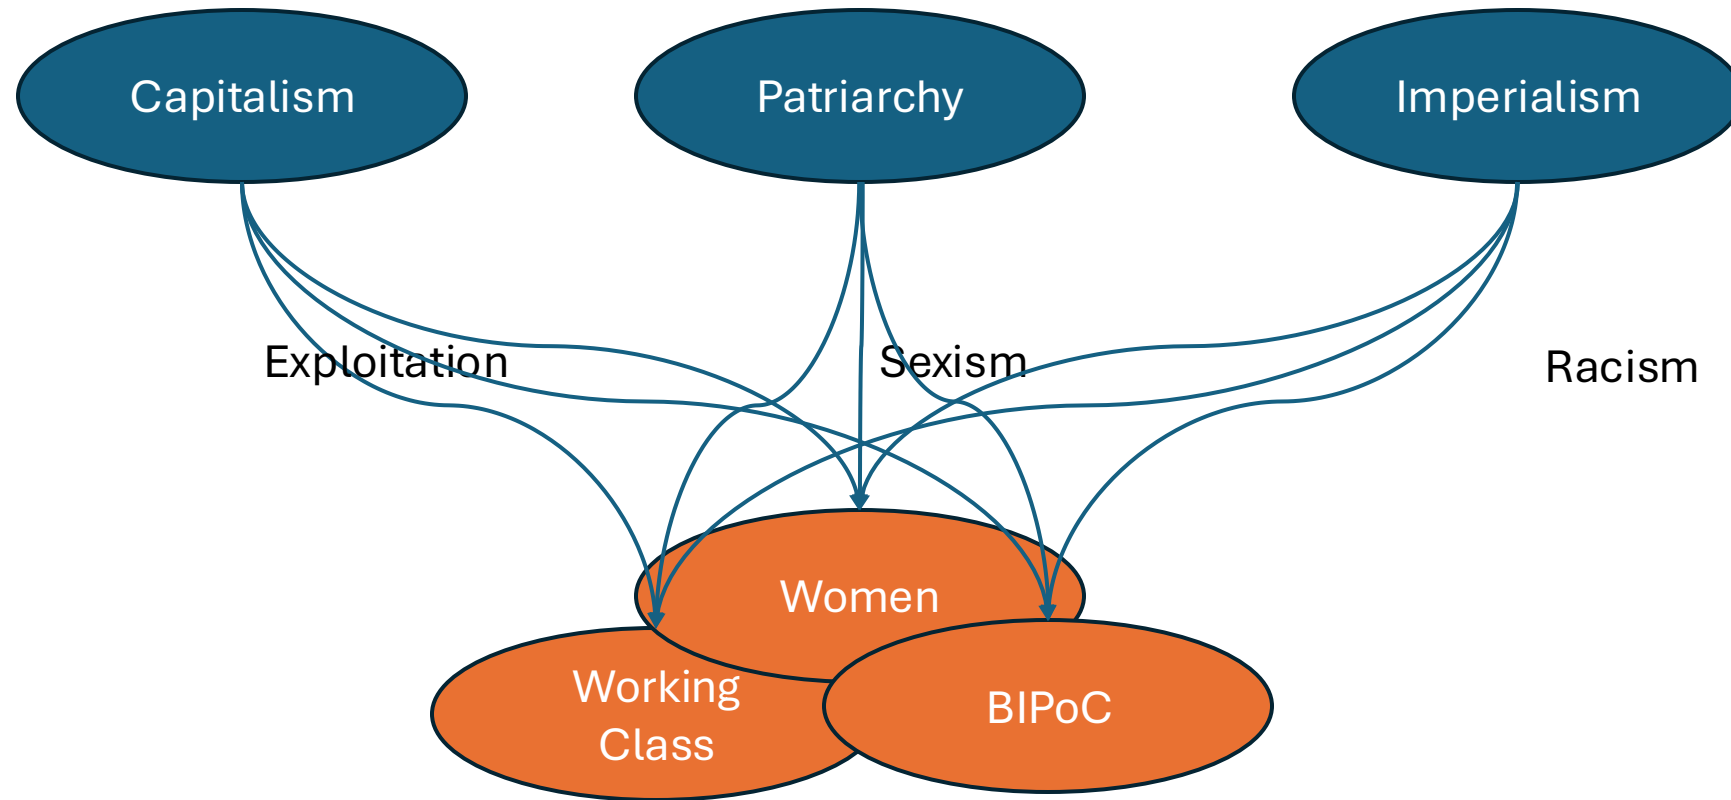 Capitalism
Patriarchy
Imperialism
Exploitation
Sexism
Racism
Women
Working
Class
BIPoC